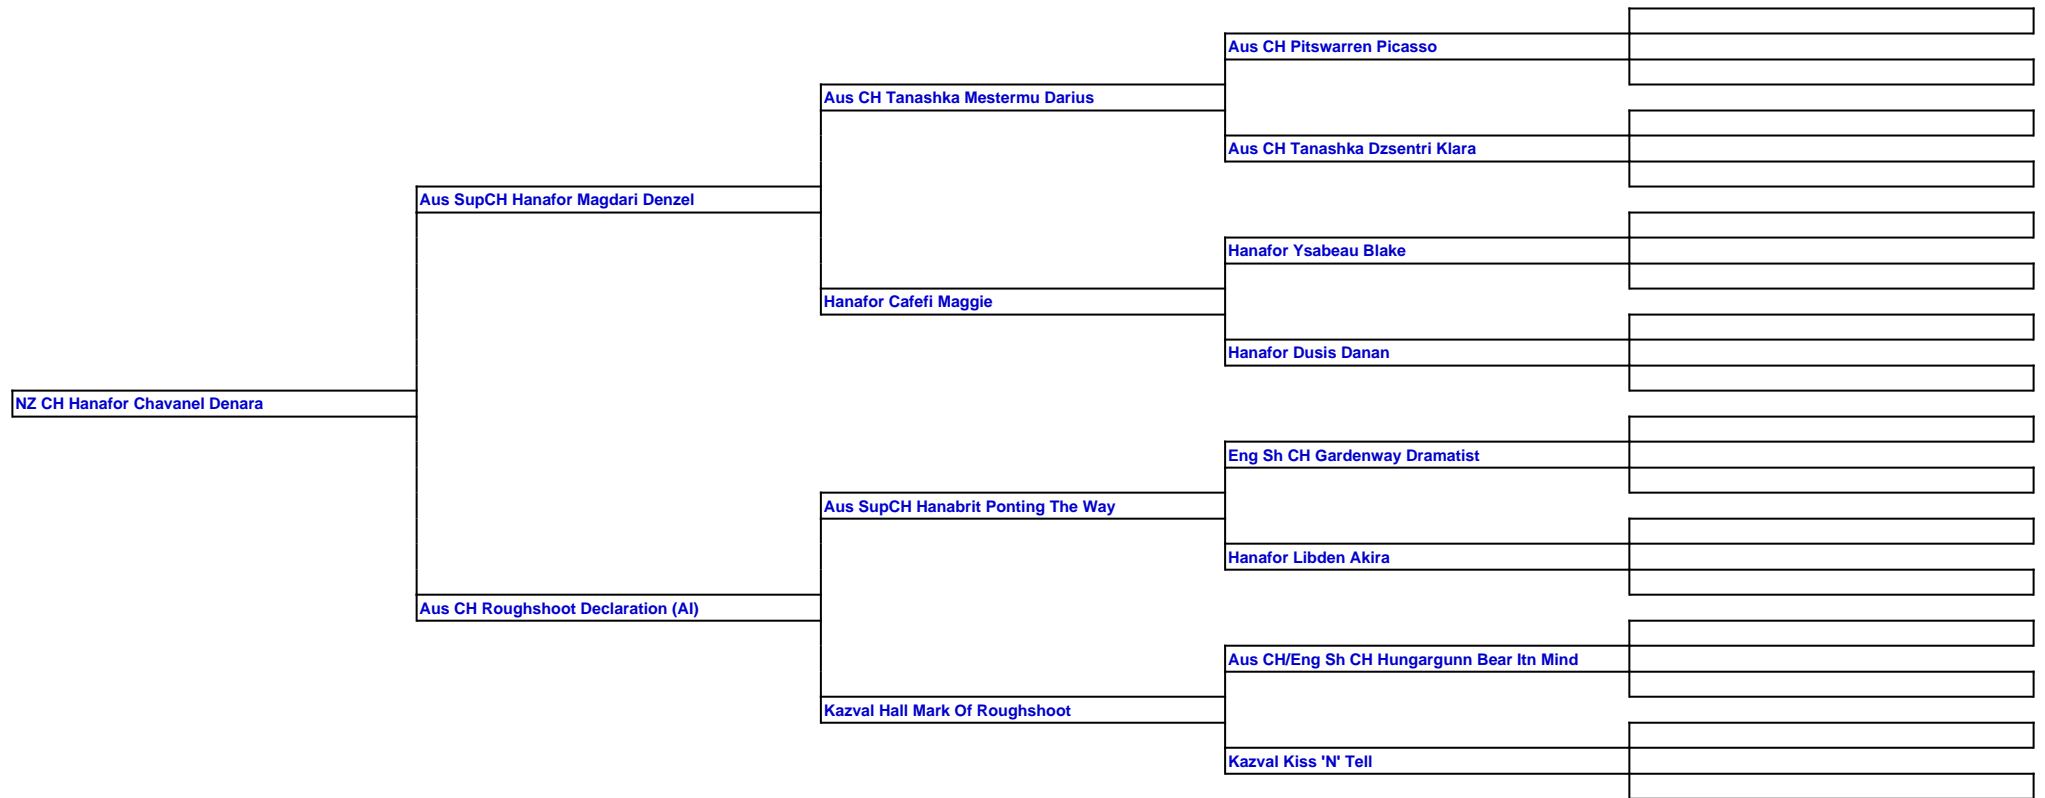 Aus CH Pitswarren Picasso
Aus CH Tanashka Mestermu Darius
Aus CH Tanashka Dzsentri Klara
Aus SupCH Hanafor Magdari Denzel
Hanafor Ysabeau Blake
Hanafor Cafefi Maggie
Hanafor Dusis Danan
NZ CH Hanafor Chavanel Denara
Eng Sh CH Gardenway Dramatist
Aus SupCH Hanabrit Ponting The Way
Hanafor Libden Akira
Aus CH Roughshoot Declaration (AI)
Aus CH/Eng Sh CH Hungargunn Bear Itn Mind
Kazval Hall Mark Of Roughshoot
Kazval Kiss 'N' Tell